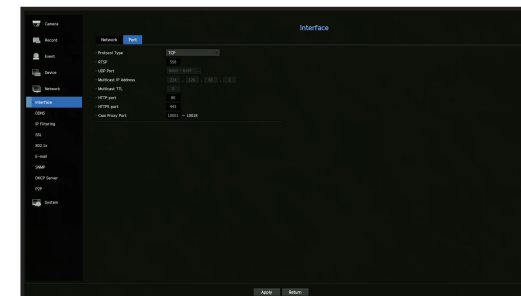 Interface
Camera
Record
Event
Device
Network
Interface
DDNS
IP Filtering
SSL
802.1x
E-mail
SNMP
DHCP Server
P2P
System
Network Port
· Protocol Type TCP
· RTSP 559
· UDP Port
· Multicast IP Address
· Multicast TTL
· HTTP port 80
· HTTPS port 443
· Cam Proxy Port 10001 ~ 10016
Apply Return